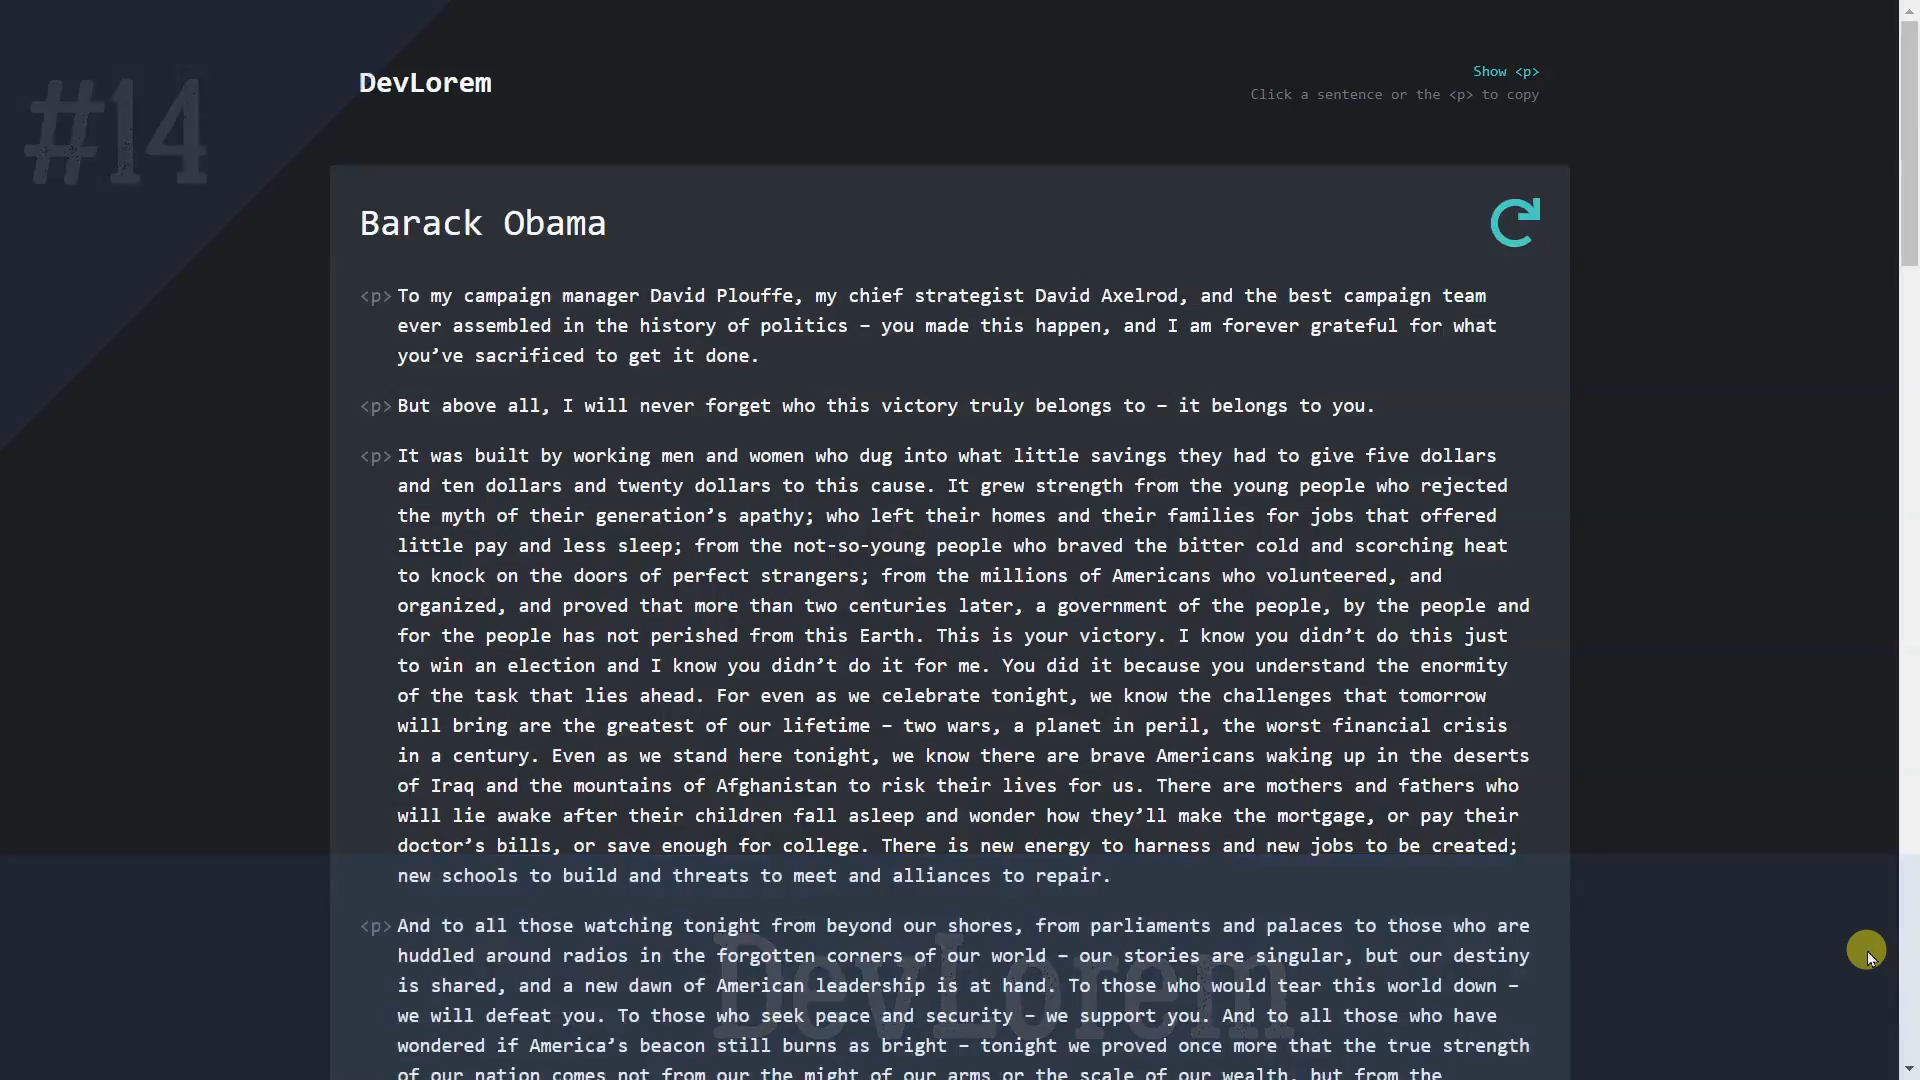 #14
DevLorem
Show <p>
Click a sentence or the <p> to copy
Barack Obama
<p> To my campaign manager David Plouffe, my chief strategist David Axelrod, and the best campaign team
ever assembled in the history of politics – you made this happen, and I am forever grateful for what
you’ve sacrificed to get it done.
<p> But above all, I will never forget who this victory truly belongs to – it belongs to you.
<p> It was built by working men and women who dug into what little savings they had to give five dollars
and ten dollars and twenty dollars to this cause. It grew strength from the young people who rejected
the myth of their generation’s apathy; who left their homes and their families for jobs that offered
little pay and less sleep; from the not-so-young people who braved the bitter cold and scorching heat
to knock on the doors of perfect strangers; from the millions of Americans who volunteered, and
organized, and proved that more than two centuries later, a government of the people, by the people and
for the people has not perished from this Earth. This is your victory. I know you didn’t do this just
to win an election and I know you didn’t do it for me. You did it because you understand the enormity
of the task that lies ahead. For even as we celebrate tonight, we know the challenges that tomorrow
will bring are the greatest of our lifetime – two wars, a planet in peril, the worst financial crisis
in a century. Even as we stand here tonight, we know there are brave Americans waking up in the deserts
of Iraq and the mountains of Afghanistan to risk their lives for us. There are mothers and fathers who
will lie awake after their children fall asleep and wonder how they’ll make the mortgage, or pay their
doctor’s bills, or save enough for college. There is new energy to harness and new jobs to be created;
new schools to build and threats to meet and alliances to repair.
<p> And to all those watching tonight from beyond our shores, from parliaments and palaces to those who are
huddled around radios in the forgotten corners of our world – our stories are singular, but our destiny
is shared, and a new dawn of American leadership is at hand. To those who would tear this world down –
we will defeat you. To those who seek peace and security – we support you. And to all those who have
wondered if America’s beacon still burns as bright – tonight we proved once more that the true strength
of our nation comes not from our the might of our arms or the scale of our wealth, but from the
DevLorem